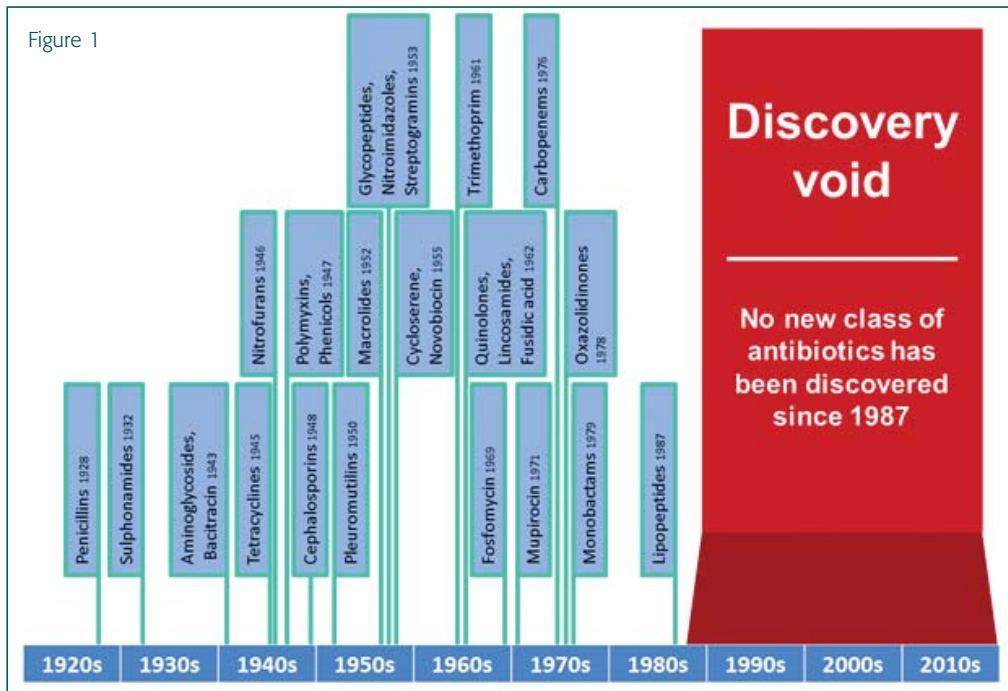 Figure 1
Glycopeptides,
Nitroimidazoles,
Streptogramins 1953
Trimethoprim 1961
Carbopenems 1976
Nitrofurans 1946
Polymyxins,
Phenicols 1947
Macrolides 1952
Cycloserene,
Novobiocin 1955
Quinolones,
Lincosamides,
Fusidic acid 1962
Oxazolidinones
1978
Penicillins 1928
Sulphonamides 1932
Aminoglycosides,
Bacitracin 1943
Tetracyclines 1945
Cephalosporins 1948
Pleuromutilins 1950
Fosfomycin 1969
Mupirocin 1971
Monobactams 1979
Lipopeptides 1987
Discovery
void
No new class of
antibiotics has
been discovered
since 1987
1920s 1930s 1940s 1950s 1960s 1970s 1980s 1990s 2000s 2010s